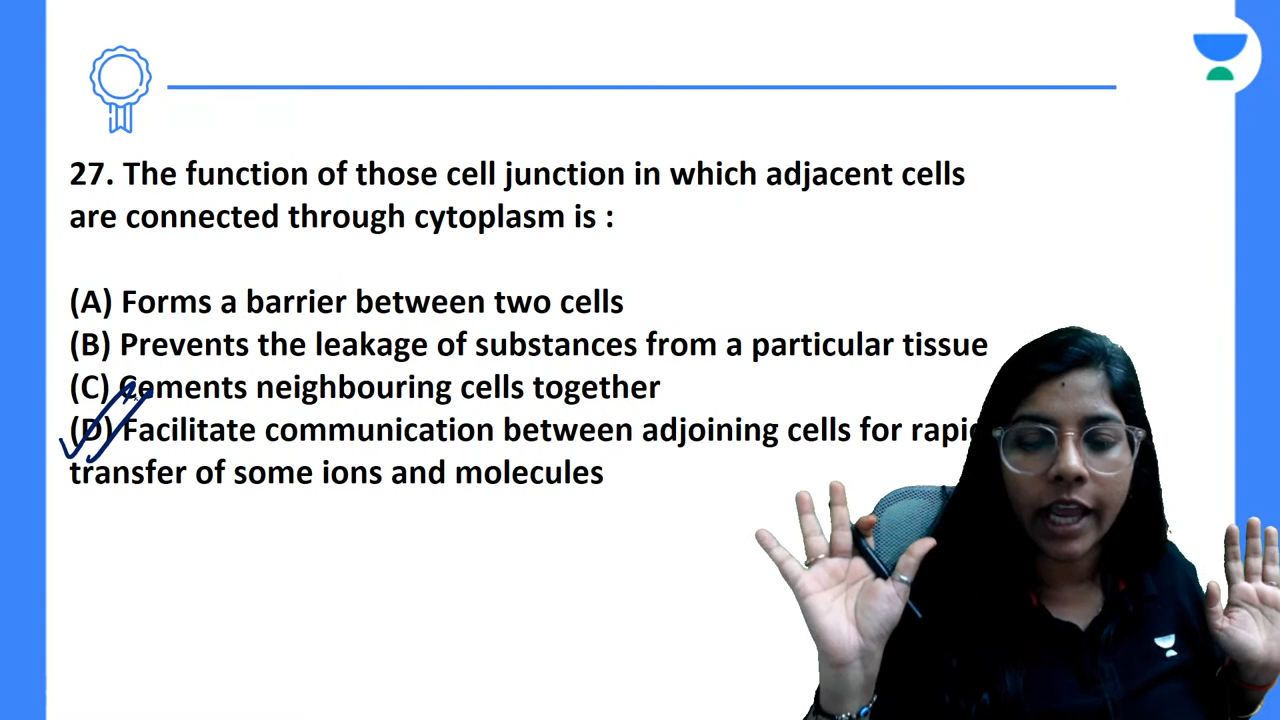 27. The function of those cell junction in which adjacent cells
are connected through cytoplasm is :
(A) Forms a barrier between two cells
(B) Prevents the leakage of substances from a particular tissue
(C) Cements neighbouring cells together
(D) Facilitate communication between adjoining cells for rapid
transfer of some ions and molecules